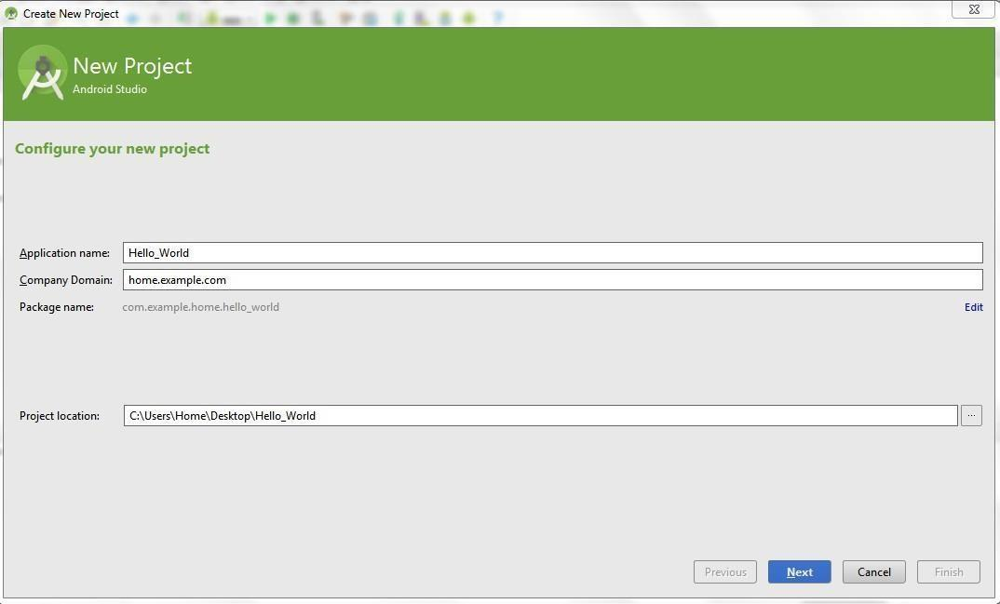 Create New Project
New Project
Android Studio
Configure your new project
Application name: Hello_World
Company Domain: home.example.com
Package name: com.example.home.hello_world Edit
Project location: C:\Users\Home\Desktop\Hello_World ...
Previous Next Cancel Finish